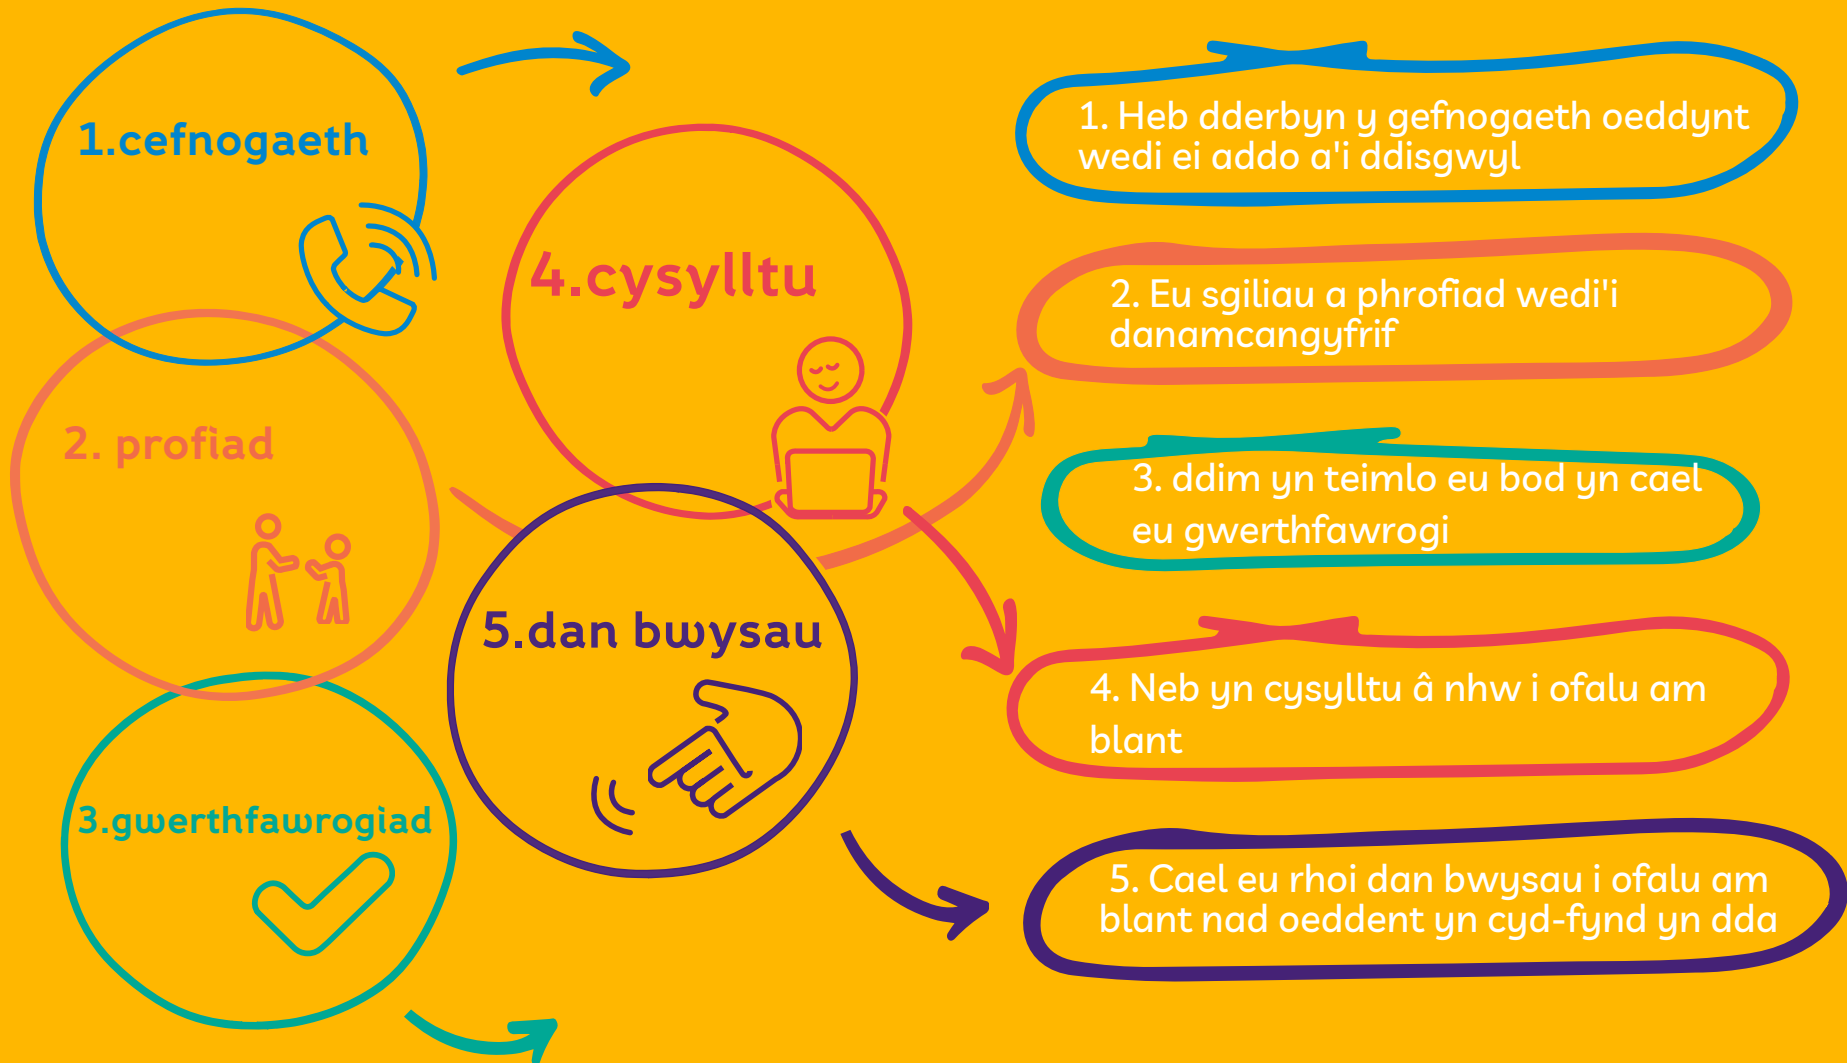 1.cefnogaeth
2. profiad
3.gwerthfawrogiad
4.cysylltu
5.dan bwysau
1. Heb dderbyn y gefnogaeth oeddynt
wedi ei addo a'i ddisgwyl
2. Eu sgiliau a phrofiad wedi'i
danamcangyfrif
3. ddim yn teimlo eu bod yn cael
eu gwerthfawrogi
4. Neb yn cysylltu â nhw i ofalu am
blant
5. Cael eu rhoi dan bwysau i ofalu am
blant nad oeddent yn cyd-fynd yn dda